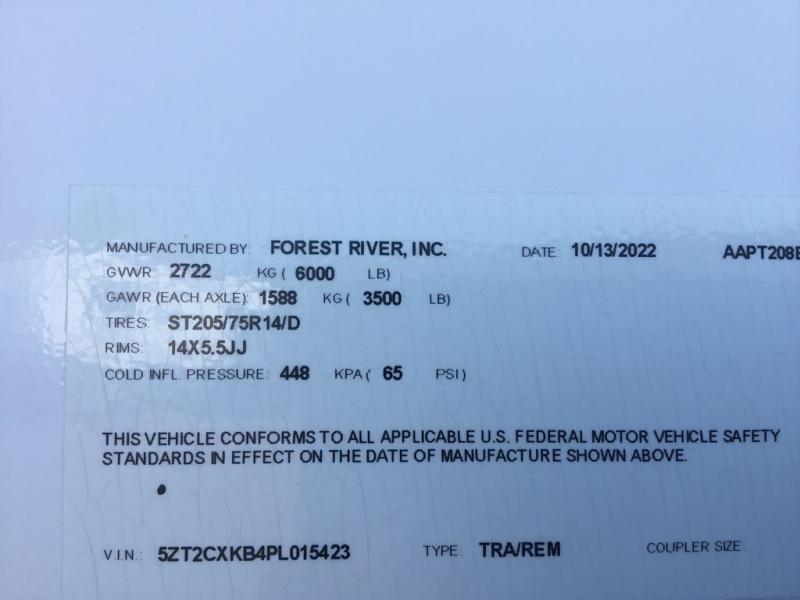 MANUFACTURED BY: FOREST RIVER, INC. DATE: 10/13/2022 AAPT208
GVWR: 2722 KG ( 6000 LB)
GAWR (EACH AXLE): 1588 KG ( 3500 LB)
TIRES: ST205/75R14/D
RIMS: 14X5.5JJ
COLD INFL. PRESSURE: 448 KPA ( 65 PSI )
THIS VEHICLE CONFORMS TO ALL APPLICABLE U.S. FEDERAL MOTOR VEHICLE SAFETY
STANDARDS IN EFFECT ON THE DATE OF MANUFACTURE SHOWN ABOVE.
V.I.N.: 5ZT2CXKB4PL015423 TYPE: TRA/REM COUPLER SIZE: